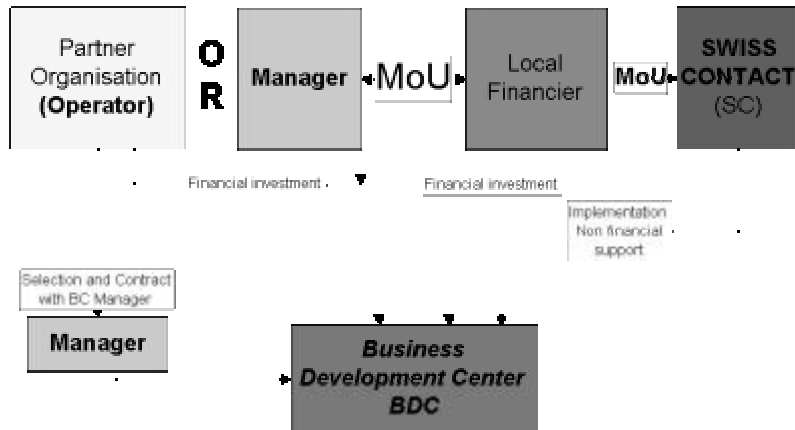 Partner
Organisation
(Operator)
O
R
Manager
MoU
Local
Financier
MoU
SWISS
CONTACT
(SC)
Financial investment
Financial investment
Implementation
Non financial
support
Selection and Contract
with BC Manager
Manager
Business
Development Center
BDC